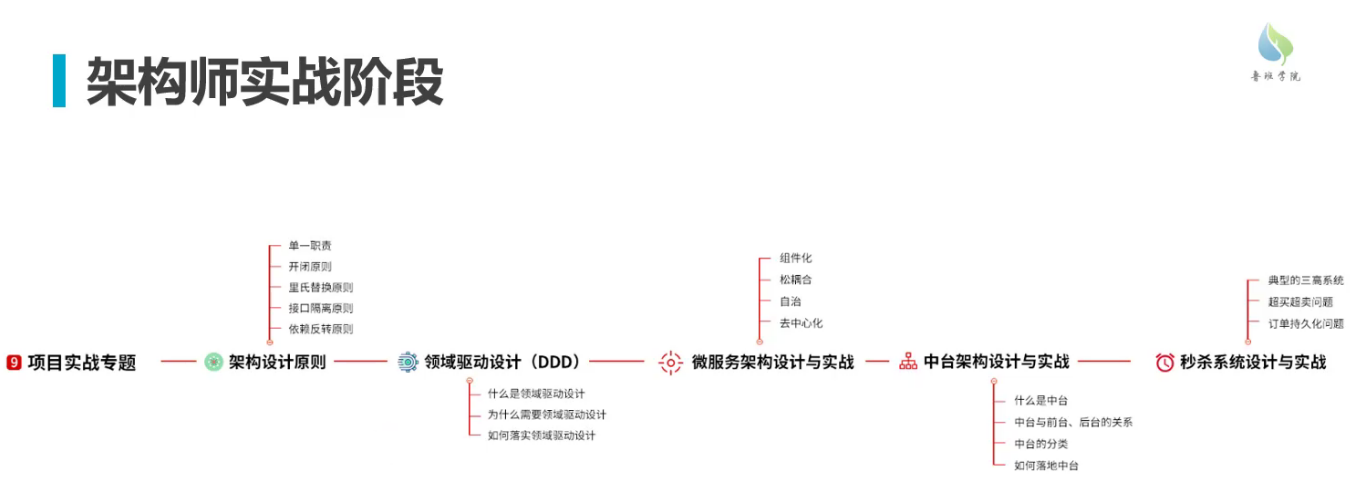 架构师实战阶段
鲁班学院
9 项目实战专题
架构设计原则
单一职责
开闭原则
里氏替换原则
接口隔离原则
依赖反转原则
领域驱动设计（DDD）
什么是领域驱动设计
为什么需要领域驱动设计
如何落实领域驱动设计
微服务架构设计与实战
组件化
松耦合
自治
去中心化
中台架构设计与实战
什么是中台
中台与前台、后台的关系
中台的分类
如何落地中台
秒杀系统设计与实战
典型的三高系统
超买超卖问题
订单持久化问题